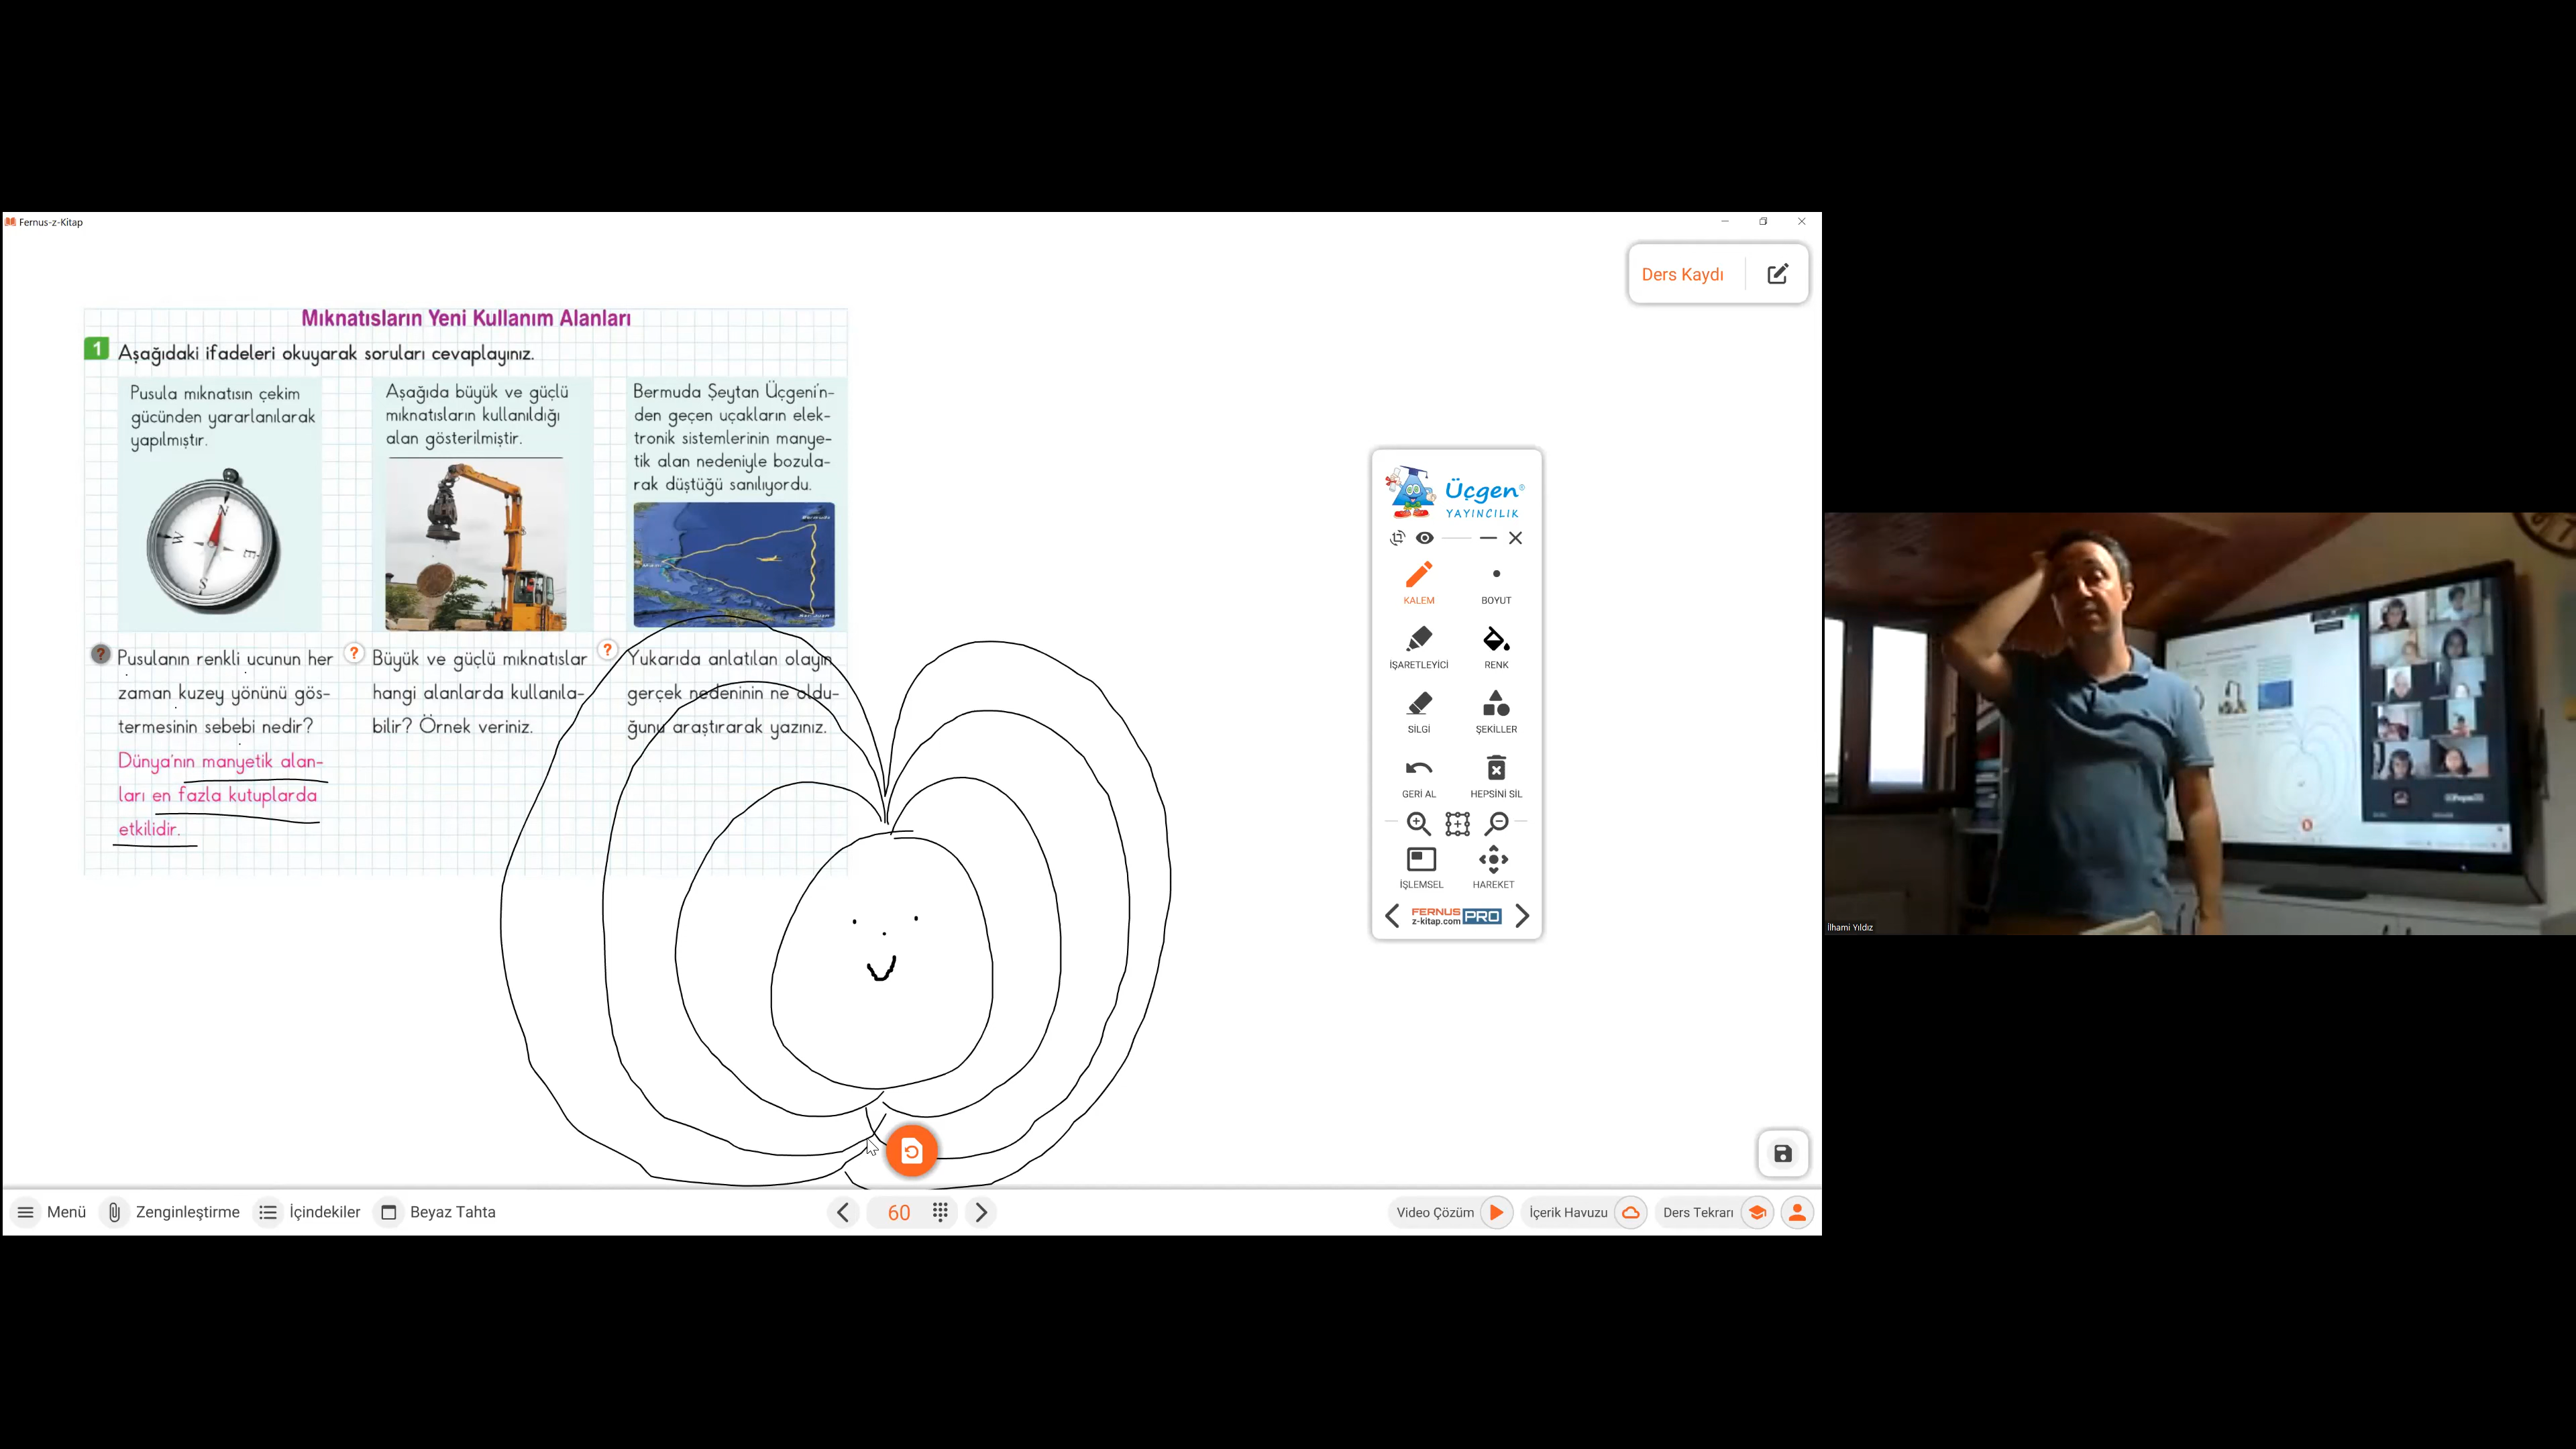 Fernus-z-Kitap
Ders Kaydı
Mıknatısların Yeni Kullanım Alanları
1 Aşağıdaki ifadeleri okuyarak soruları cevaplayınız.
Pusula mıknatısın çekim
gücünden yararlanılarak
yapılmıştır.
N
W
E
S
Aşağıda büyük ve güçlü
mıknatısların kullanıldığı
alan gösterilmiştir.
Bermuda Şeytan Üçgeni'n-
den geçen uçakların elek-
tronik sistemlerinin manye-
tik alan nedeniyle bozula-
rak düştüğü sanılıyordu.
? Pusulanın renkli ucunun her
zaman kuzey yönünü gös-
termesinin sebebi nedir?
Dünya'nın manyetik alan-
ları en fazla kutuplarda
etkilidir.
? Büyük ve güçlü mıknatıslar
hangi alanlarda kullanıla-
bilir? Örnek veriniz.
? Yukarıda anlatılan olayın
gerçek nedeninin ne oldu-
ğunu araştırarak yazınız.
Üçgen®
YAYINCILIK
KALEM
BOYUT
İŞARETLEYİCİ
RENK
SİLGİ
ŞEKİLLER
GERİ AL
HEPSİNİ SİL
İŞLEMSEL
HAREKET
FERNUS
z-kitap.com PRO
İlhami Yıldız
Menü
Zenginleştirme
İçindekiler
Beyaz Tahta
60
Video Çözüm
İçerik Havuzu
Ders Tekrarı